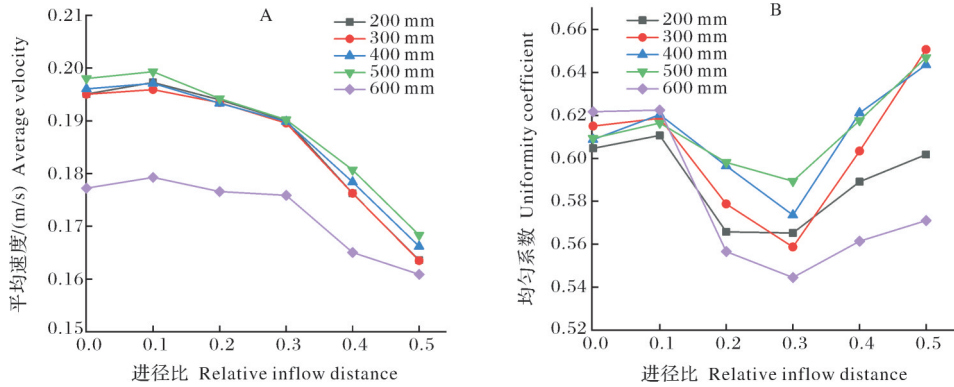 A
200 mm
300 mm
400 mm
500 mm
600 mm
0.21
0.20
0.19
0.18
0.17
0.16
0.15
平均速度/(m/s) Average velocity
0.0 0.1 0.2 0.3 0.4 0.5
进径比 Relative inflow distance
B
200 mm
300 mm
400 mm
500 mm
600 mm
0.66
0.64
0.62
0.60
0.58
0.56
0.54
0.52
均匀系数 Uniformity coefficient
0.0 0.1 0.2 0.3 0.4 0.5
进径比 Relative inflow distance